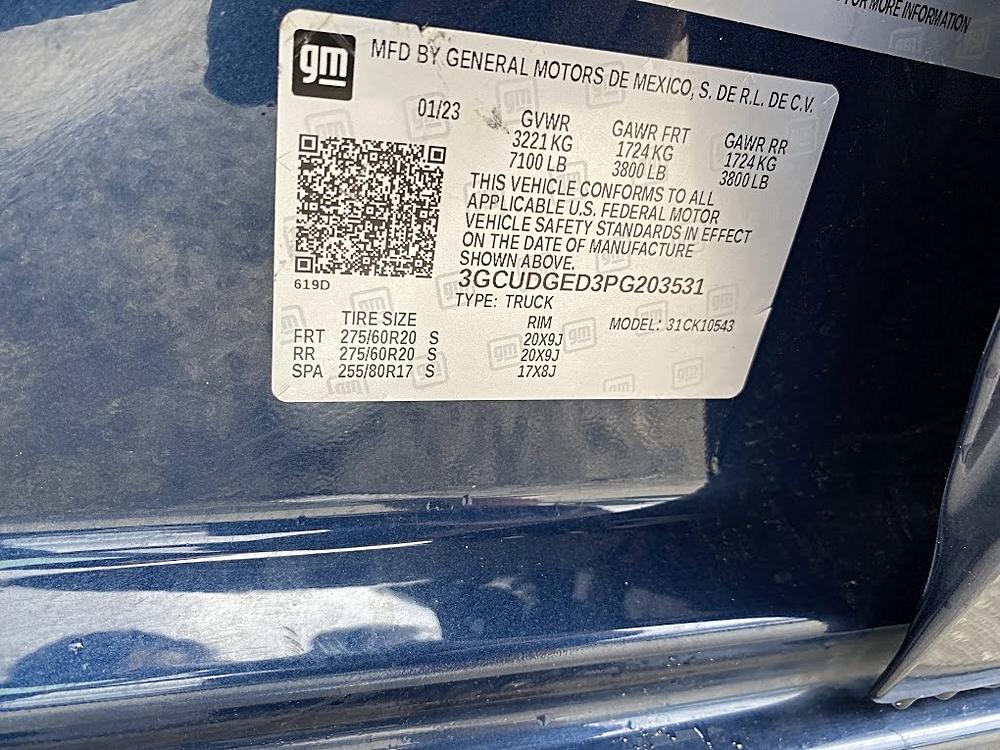 FOR MORE INFORMATION
gm MFD BY GENERAL MOTORS DE MEXICO, S. DE R.L. DE C.V.
01/23 GVWR GAWR FRT GAWR RR
3221 KG 1724 KG 1724 KG
7100 LB 3800 LB 3800 LB
THIS VEHICLE CONFORMS TO ALL
APPLICABLE U.S. FEDERAL MOTOR
VEHICLE SAFETY STANDARDS IN EFFECT
ON THE DATE OF MANUFACTURE
SHOWN ABOVE.
619D 3GCUDGED3PG203531
TYPE: TRUCK
TIRE SIZE RIM MODEL: 31CK10543
FRT 275/60R20 S 20X9J
RR 275/60R20 S 20X9J
SPA 255/80R17 S 17X8J